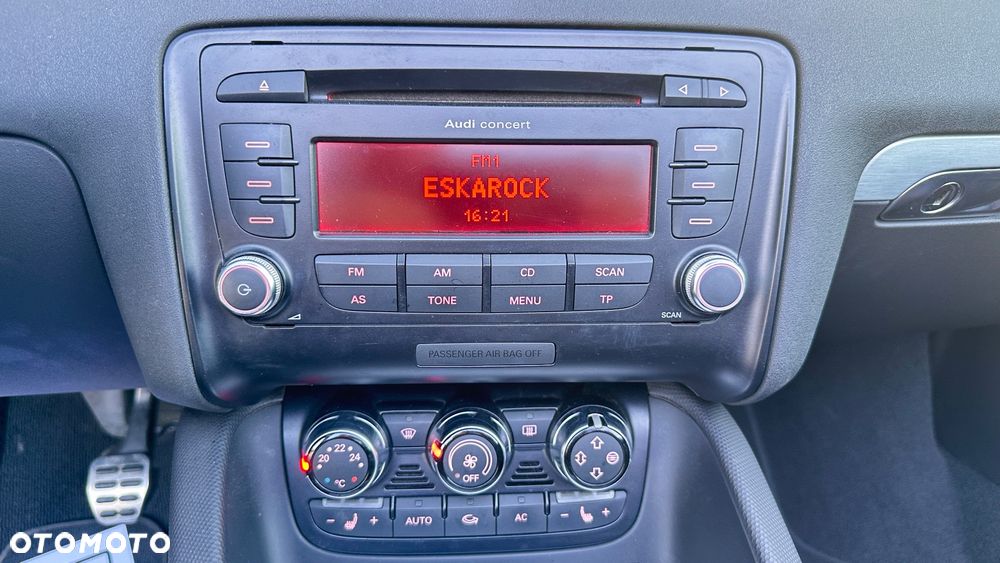 Audi concert
FM1
ESKAROCK
16:21
FM AM CD SCAN
AS TONE MENU TP
SCAN
PASSENGER AIR BAG OFF
22
20 24
°C
OFF
- + AUTO AC - +
OTOMOTO